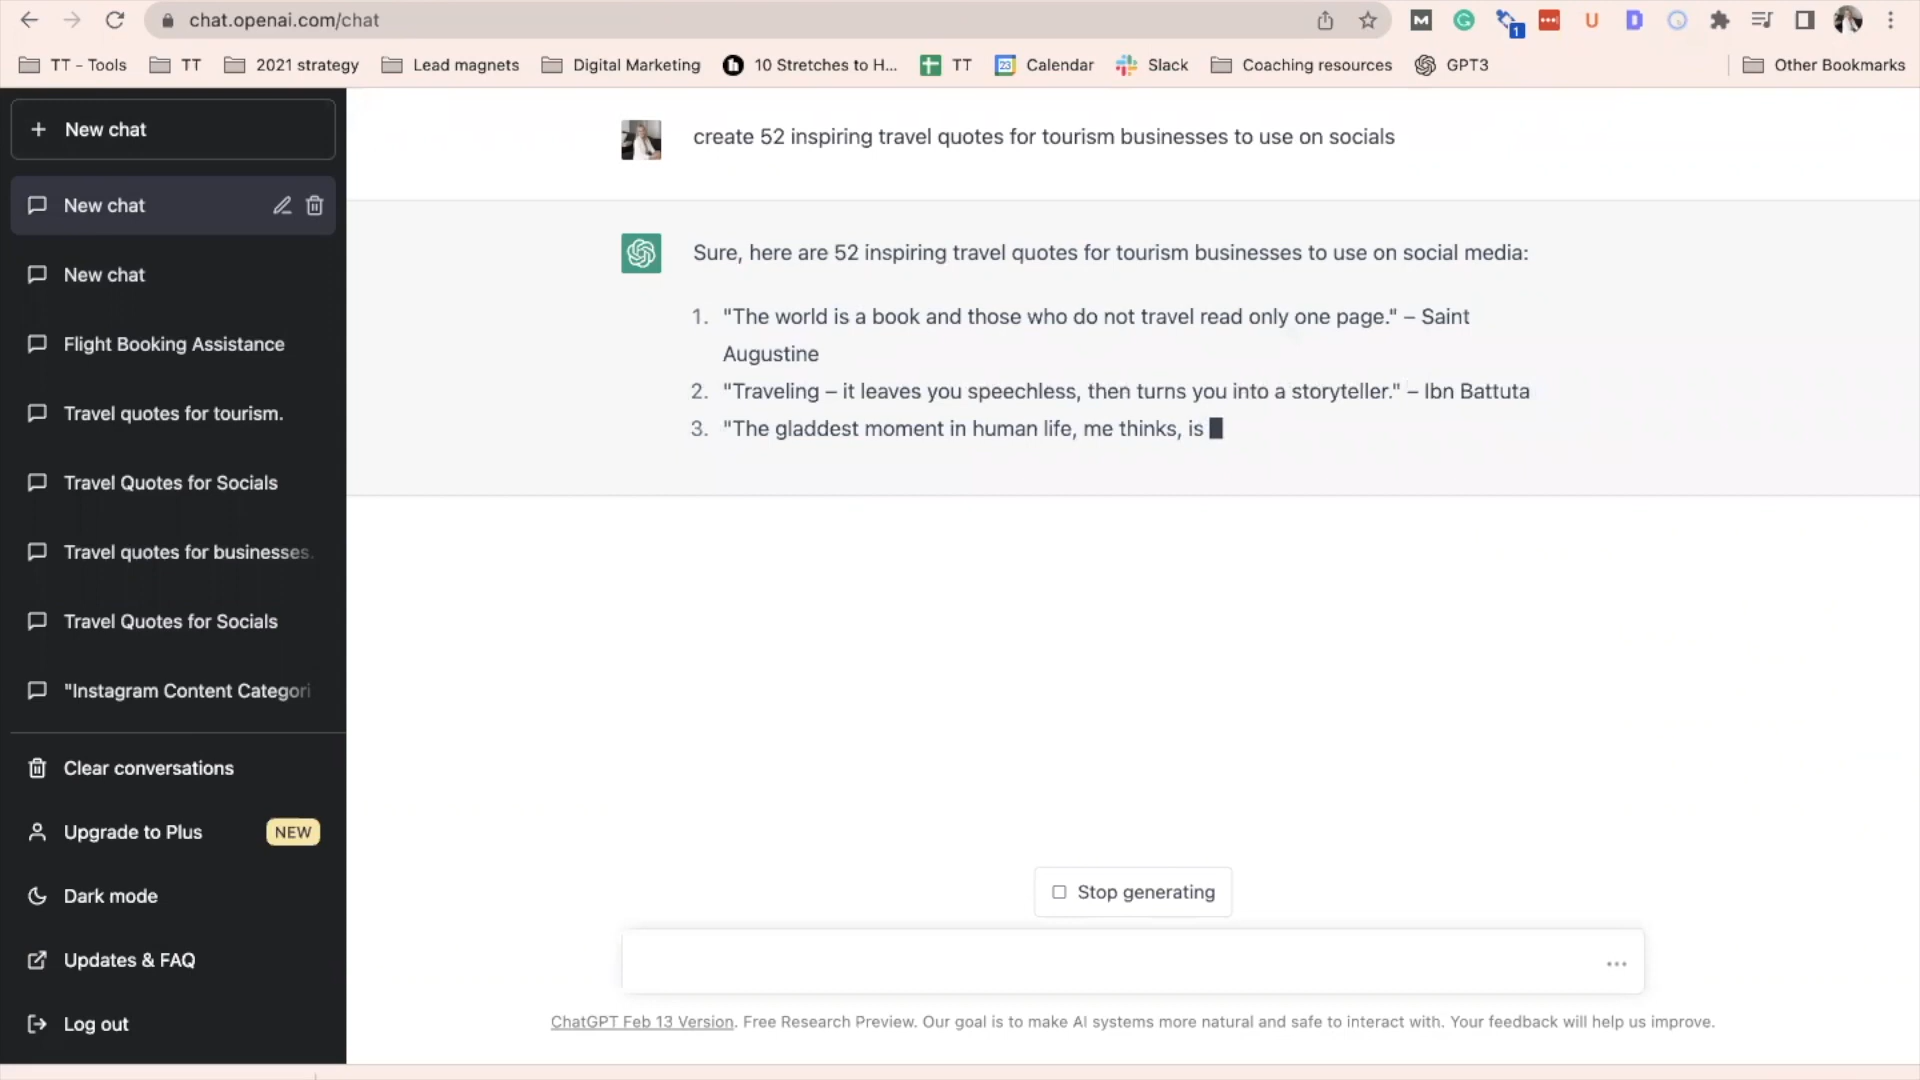 chat.openai.com/chat
1
TT - Tools
TT
2021 strategy
Lead magnets
Digital Marketing
10 Stretches to H...
TT
Calendar
Slack
Coaching resources
GPT3
Other Bookmarks
+ New chat
New chat
New chat
Flight Booking Assistance
Travel quotes for tourism.
Travel Quotes for Socials
Travel quotes for businesses.
Travel Quotes for Socials
"Instagram Content Categori
Clear conversations
Upgrade to Plus NEW
Dark mode
Updates & FAQ
Log out
create 52 inspiring travel quotes for tourism businesses to use on socials
Sure, here are 52 inspiring travel quotes for tourism businesses to use on social media:
1. "The world is a book and those who do not travel read only one page." – Saint
Augustine
2. "Traveling – it leaves you speechless, then turns you into a storyteller." – Ibn Battuta
3. "The gladdest moment in human life, me thinks, is
Stop generating
ChatGPT Feb 13 Version. Free Research Preview. Our goal is to make AI systems more natural and safe to interact with. Your feedback will help us improve.